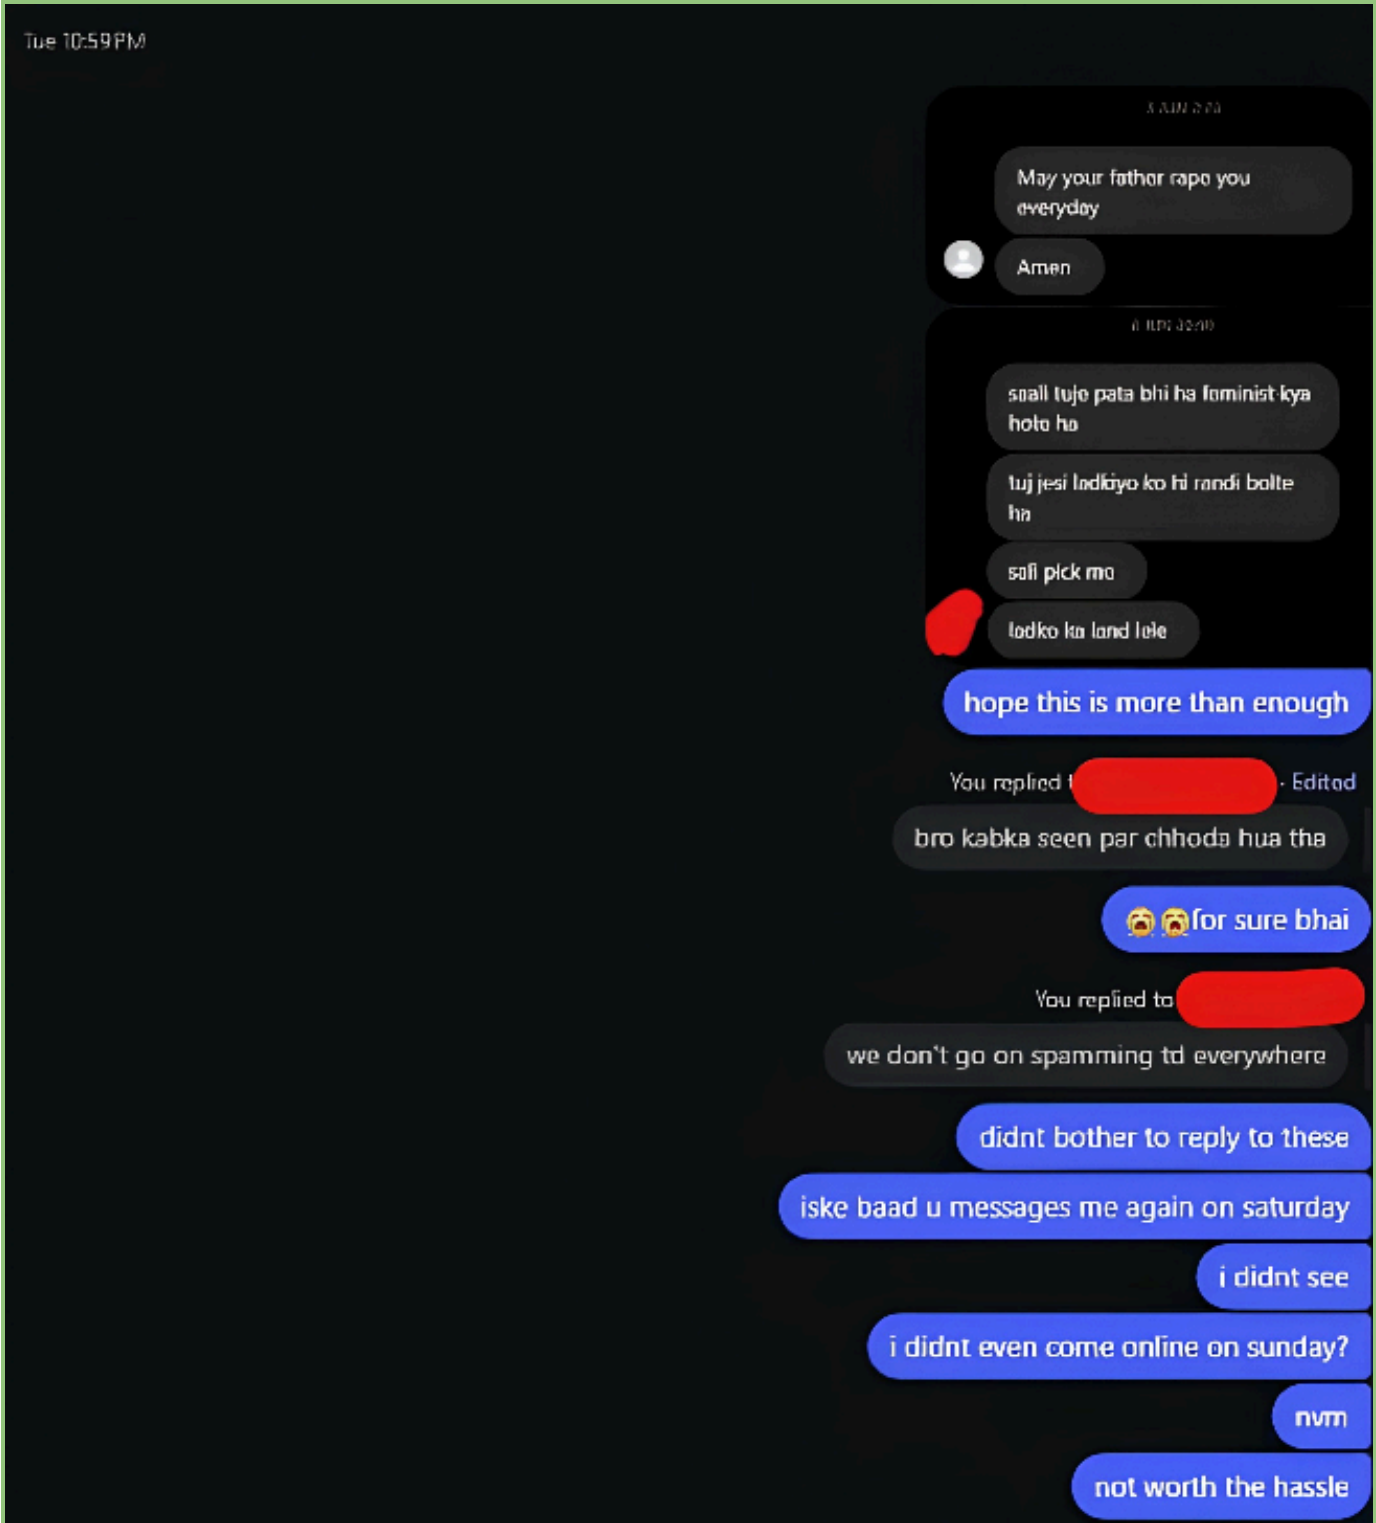 Tue 10:59 PM
May your father rape you
everyday
Amen
saali tuje pata bhi ha feminist kya
hote ha
tuj jesi ladkiyo ko hi randi bolte
ha
sali pick me
ladko ka land lele
hope this is more than enough
You replied t · Edited
bro kabka seen par chhoda hua tha
😭😭for sure bhai
You replied to
we don't go on spamming td everywhere
didnt bother to reply to these
iske baad u messages me again on saturday
i didnt see
i didnt even come online on sunday?
nvm
not worth the hassle